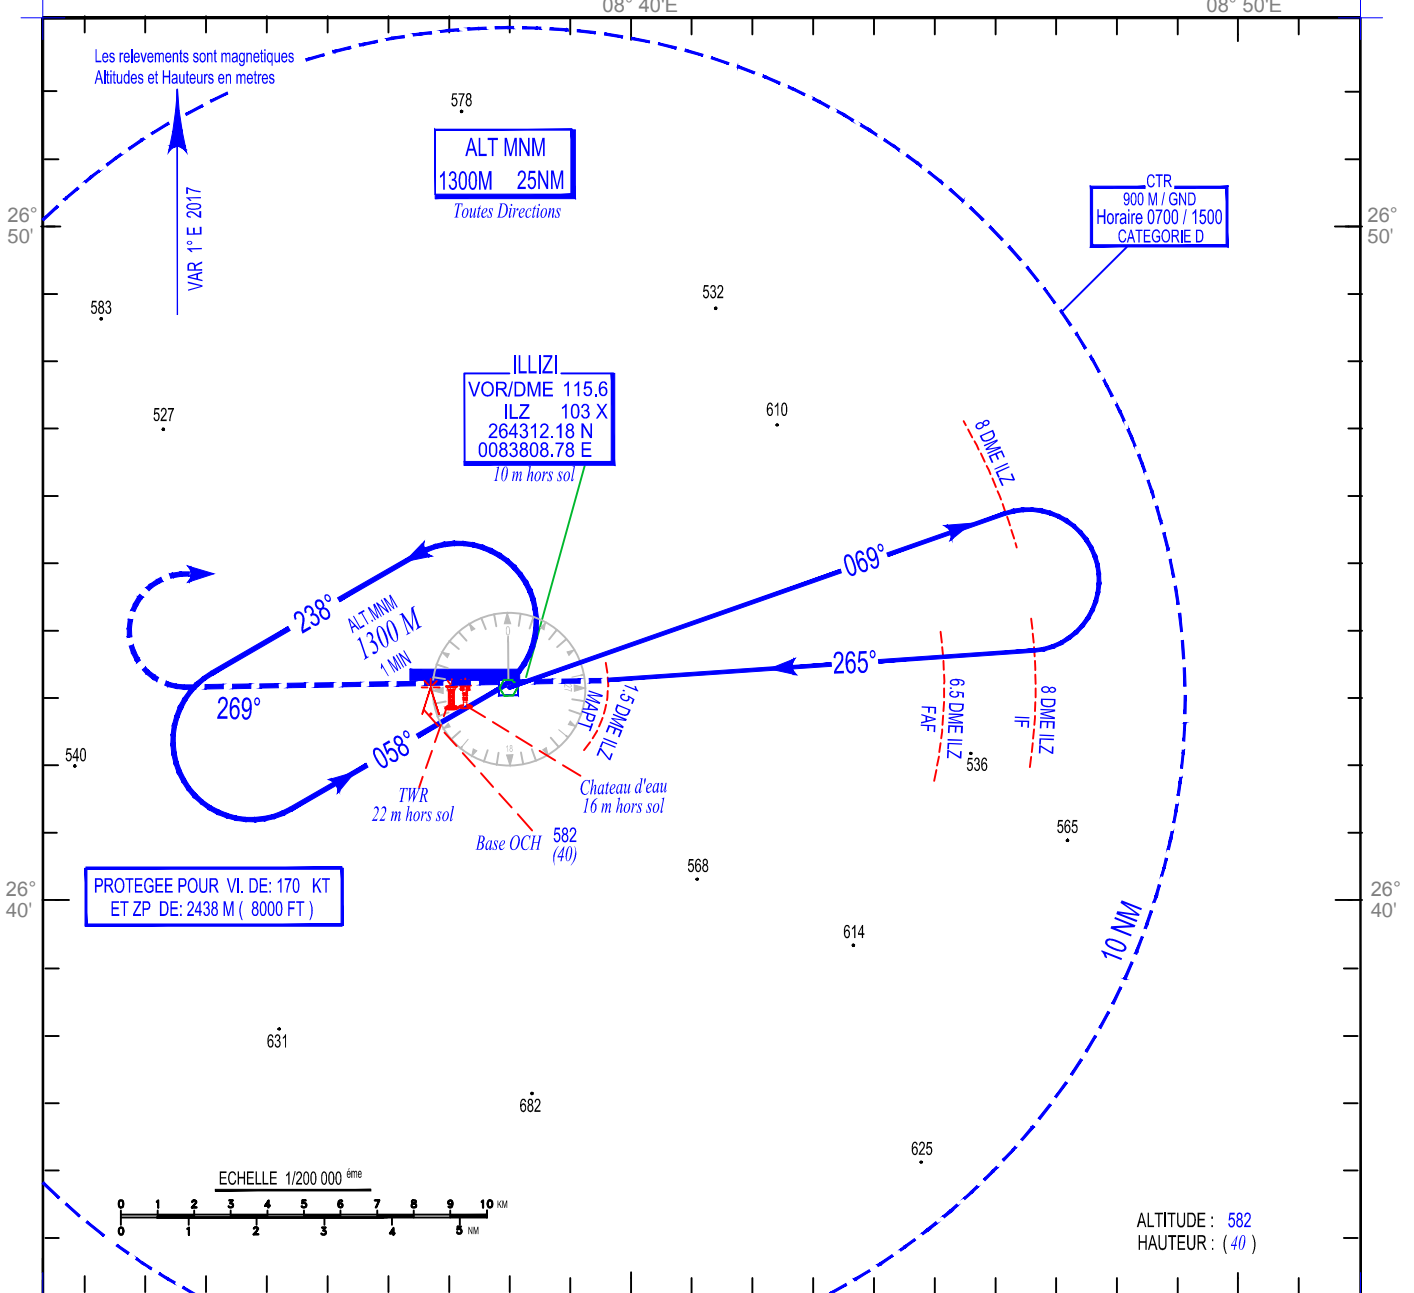 08° 40'E
08° 50'E
Les relevements sont magnetiques
Altitudes et Hauteurs en metres
VAR 1° E 2017
578
ALT MNM
1300M 25NM
Toutes Directions
CTR
900 M / GND
Horaire 0700 / 1500
CATEGORIE D
26°
50'
26°
50'
583
532
ILLIZI
VOR/DME 115.6
ILZ 103 X
264312.18 N
0083808.78 E
10 m hors sol
527
610
8 DME ILZ
069°
238°
ALT.MNM
1300 M
1 MIN
0
27
18
265°
269°
058°
1.5 DME ILZ
MAPT
6.5 DME ILZ
FAF
8 DME ILZ
IF
540
536
TWR
22 m hors sol
Chateau d'eau
16 m hors sol
Base OCH 582
(40)
565
568
PROTEGEE POUR VI. DE: 170 KT
ET ZP DE: 2438 M ( 8000 FT )
26°
40'
26°
40'
614
10 NM
631
682
625
ECHELLE 1/200 000 éme
0 1 2 3 4 5 6 7 8 9 10 KM
0 1 2 3 4 5 NM
ALTITUDE : 582
HAUTEUR : ( 40 )